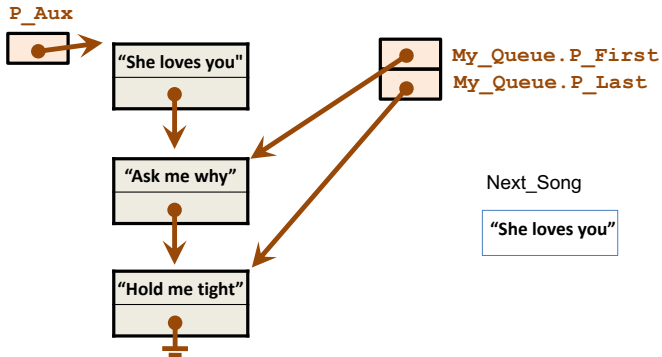 P_Aux
“She loves you"
My_Queue.P_First
My_Queue.P_Last
“Ask me why”
Next_Song
“She loves you”
“Hold me tight”